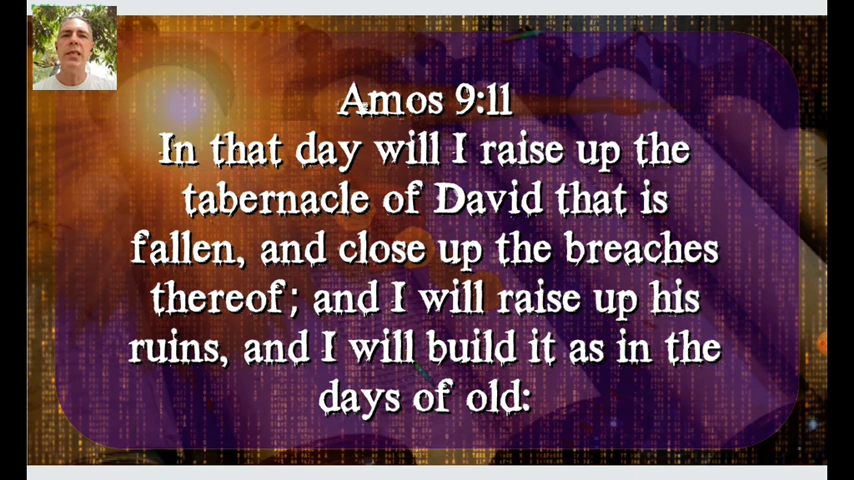 Amos 9:11
In that day will I raise up the
tabernacle of David that is
fallen, and close up the breaches
thereof; and I will raise up his
ruins, and I will build it as in the
days of old: